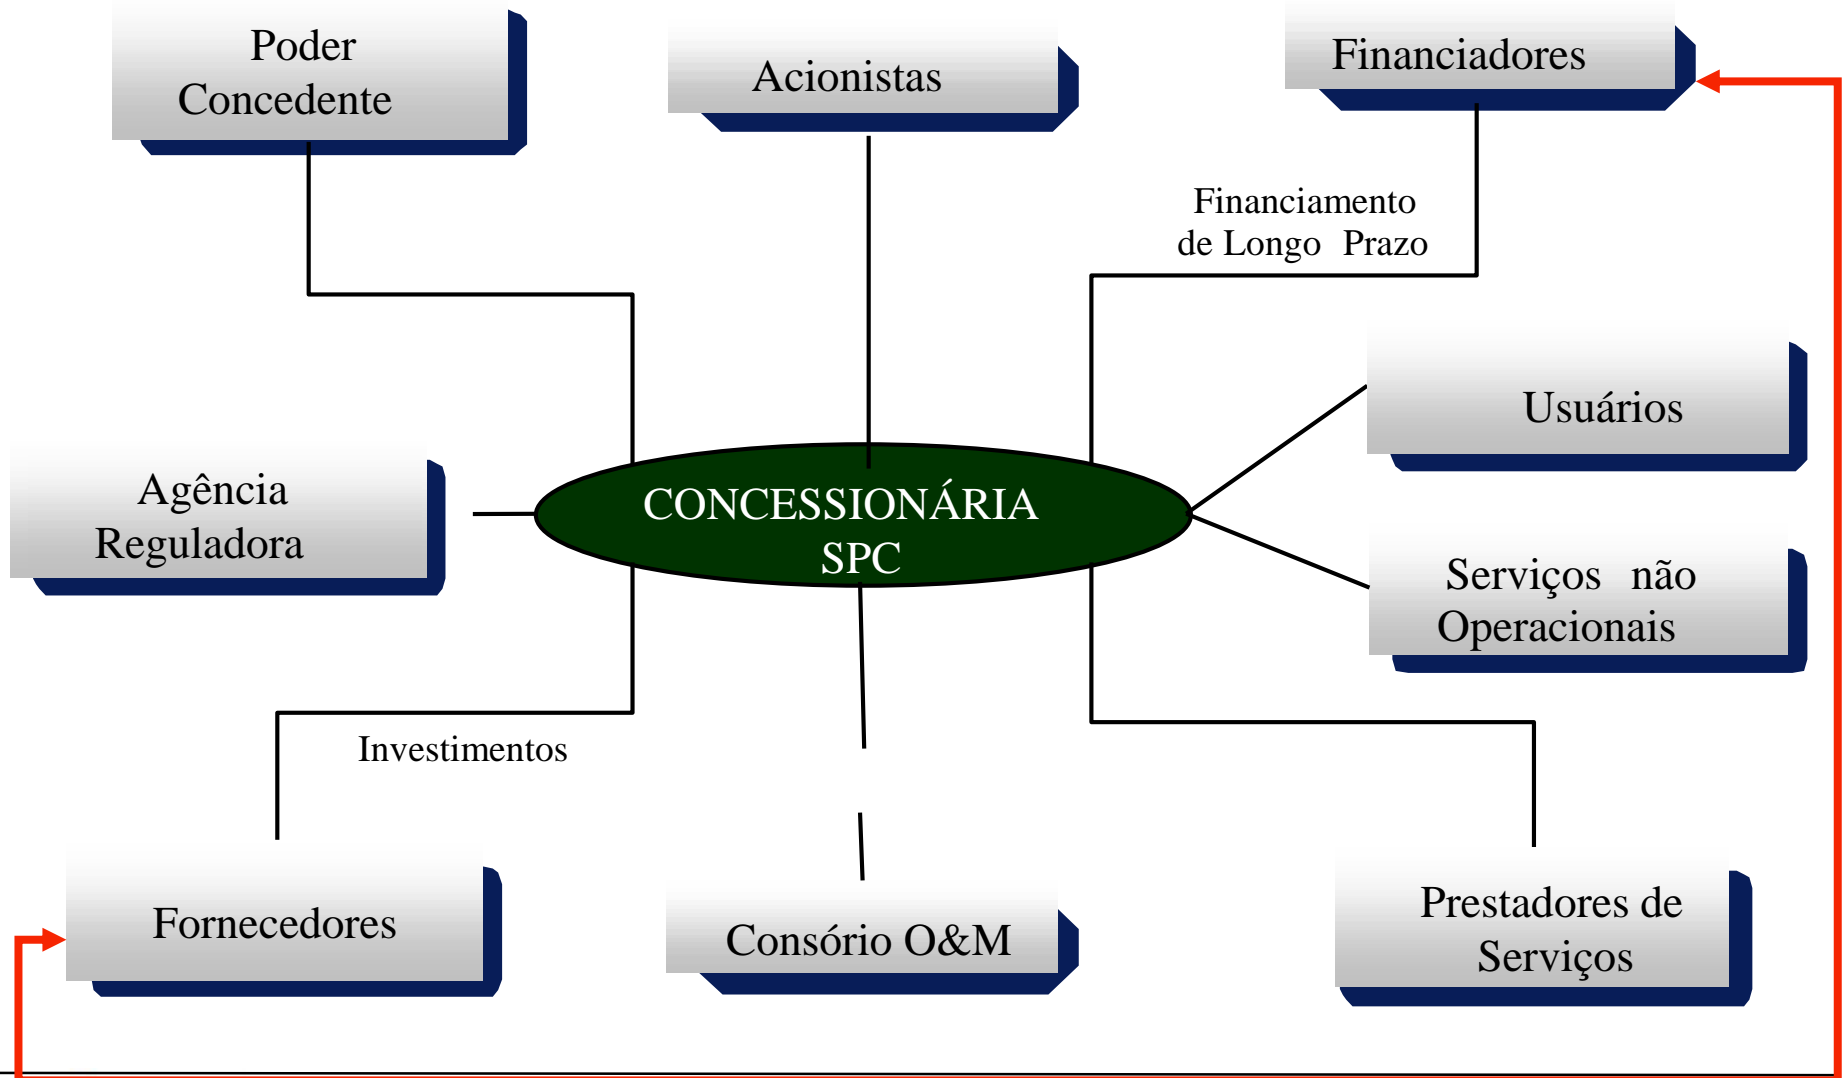 Poder
Concedente
Acionistas
Financiadores
Financiamento
de Longo Prazo
Usuários
Agência
Reguladora
CONCESSIONÁRIA
SPC
Serviços não
Operacionais
Investimentos
Fornecedores
Consório O&M
Prestadores de
Serviços